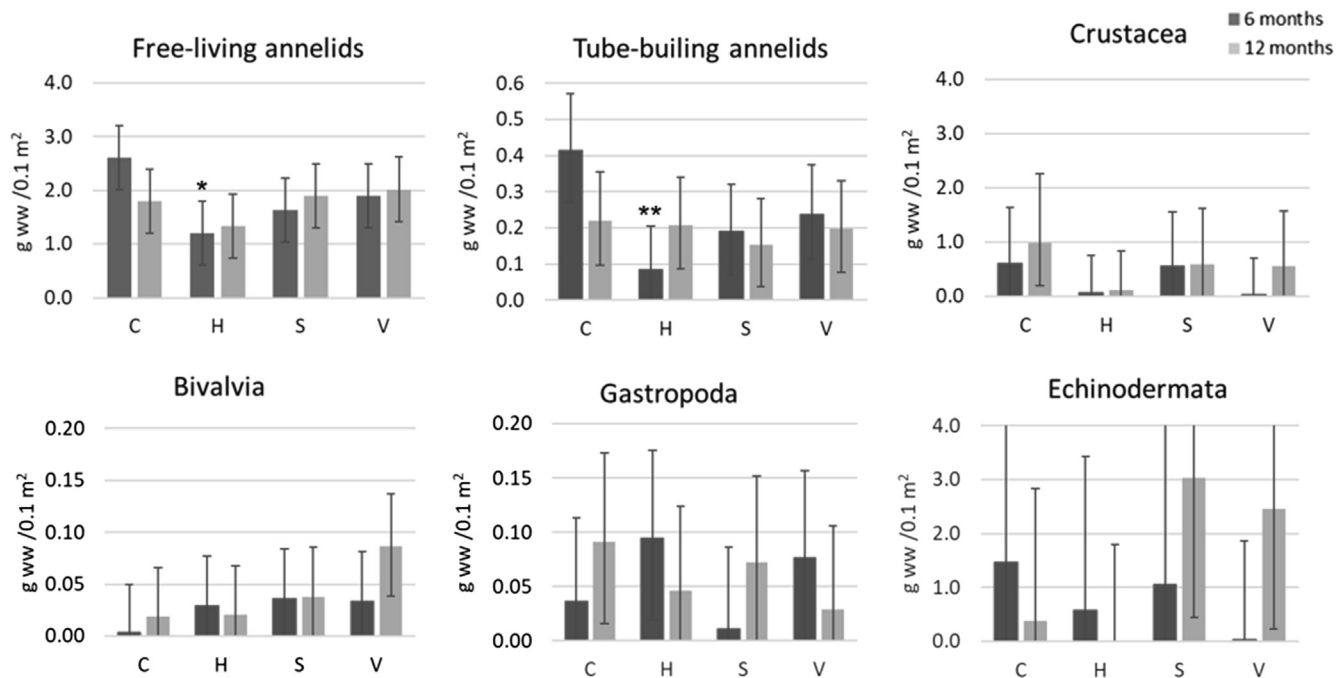 6 months
12 months
Free-living annelids
g ww /0.1 m²
4.0
3.0
2.0
1.0
0.0
*
C H S V
Tube-builing annelids
g ww /0.1 m²
0.6
0.5
0.4
0.3
0.2
0.1
0.0
**
C H S V
Crustacea
g ww /0.1 m²
4.0
3.0
2.0
1.0
0.0
C H S V
Bivalvia
g ww /0.1 m²
0.20
0.15
0.10
0.05
0.00
C H S V
Gastropoda
g ww /0.1 m²
0.20
0.15
0.10
0.05
0.00
C H S V
Echinodermata
g ww /0.1 m²
4.0
3.0
2.0
1.0
0.0
C H S V